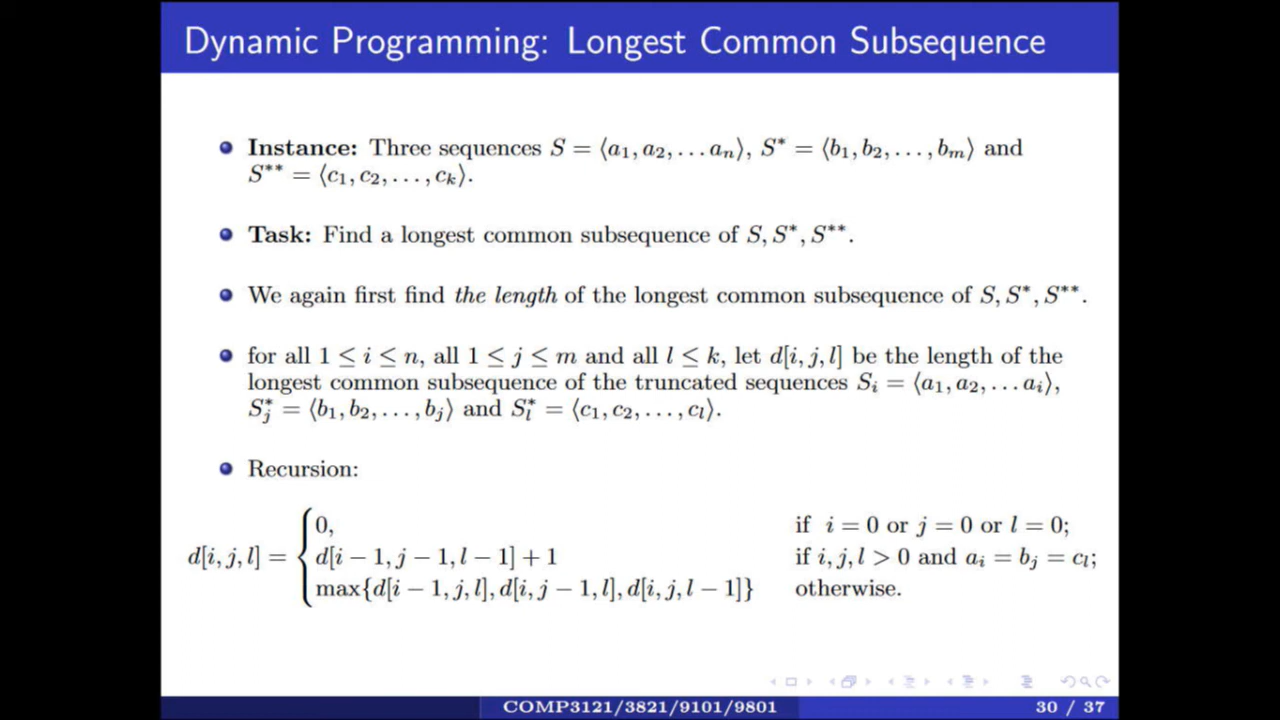 Dynamic Programming: Longest Common Subsequence
Instance: Three sequences S = ⟨a₁, a₂, . . . aₙ⟩, S* = ⟨b₁, b₂, . . . , bₘ⟩ and
S** = ⟨c₁, c₂, . . . , cₖ⟩.
Task: Find a longest common subsequence of S, S*, S**.
We again first find the length of the longest common subsequence of S, S*, S**.
for all 1 ≤ i ≤ n, all 1 ≤ j ≤ m and all l ≤ k, let d[i, j, l] be the length of the
longest common subsequence of the truncated sequences Sᵢ = ⟨a₁, a₂, . . . aᵢ⟩,
S*ⱼ = ⟨b₁, b₂, . . . , bⱼ⟩ and S*ₗ = ⟨c₁, c₂, . . . , cₗ⟩.
Recursion:
0, if i = 0 or j = 0 or l = 0;
d[i, j, l] = { d[i − 1, j − 1, l − 1] + 1 if i, j, l > 0 and aᵢ = bⱼ = cₗ;
max{d[i − 1, j, l], d[i, j − 1, l], d[i, j, l − 1]} otherwise.
COMP3121/3821/9101/9801 30 / 37